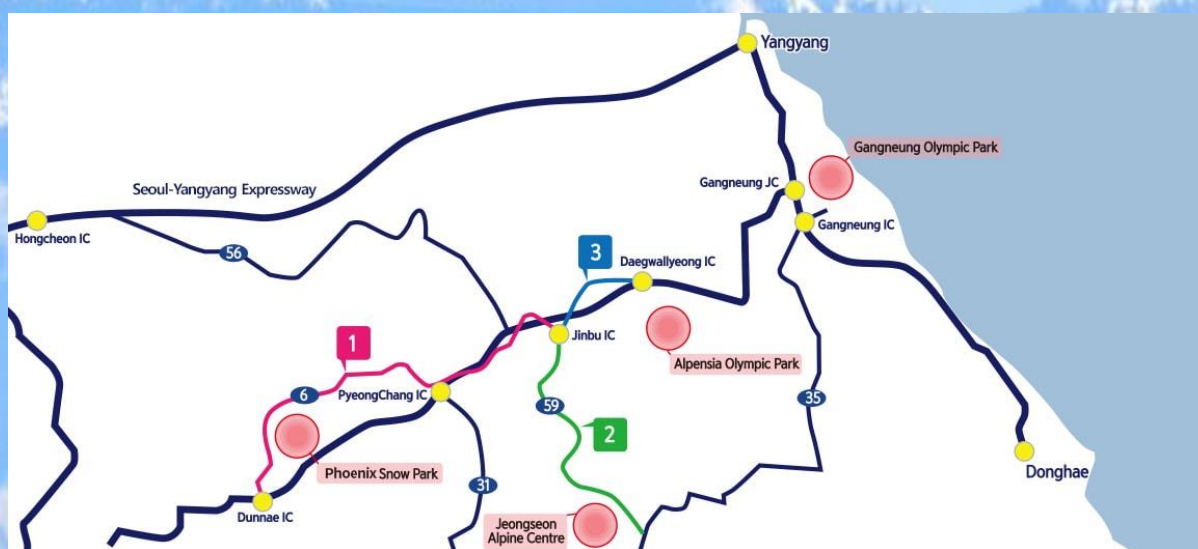 Yangyang
Gangneung Olympic Park
Gangneung JC
Seoul-Yangyang Expressway
Gangneung IC
Hongcheon IC
56
3
Daegwallyeong IC
Jinbu IC
1
Alpensia Olympic Park
6
PyeongChang IC
59
35
2
Phoenix Snow Park
Donghae
31
Dunnae IC
Jeongseon
Alpine Centre